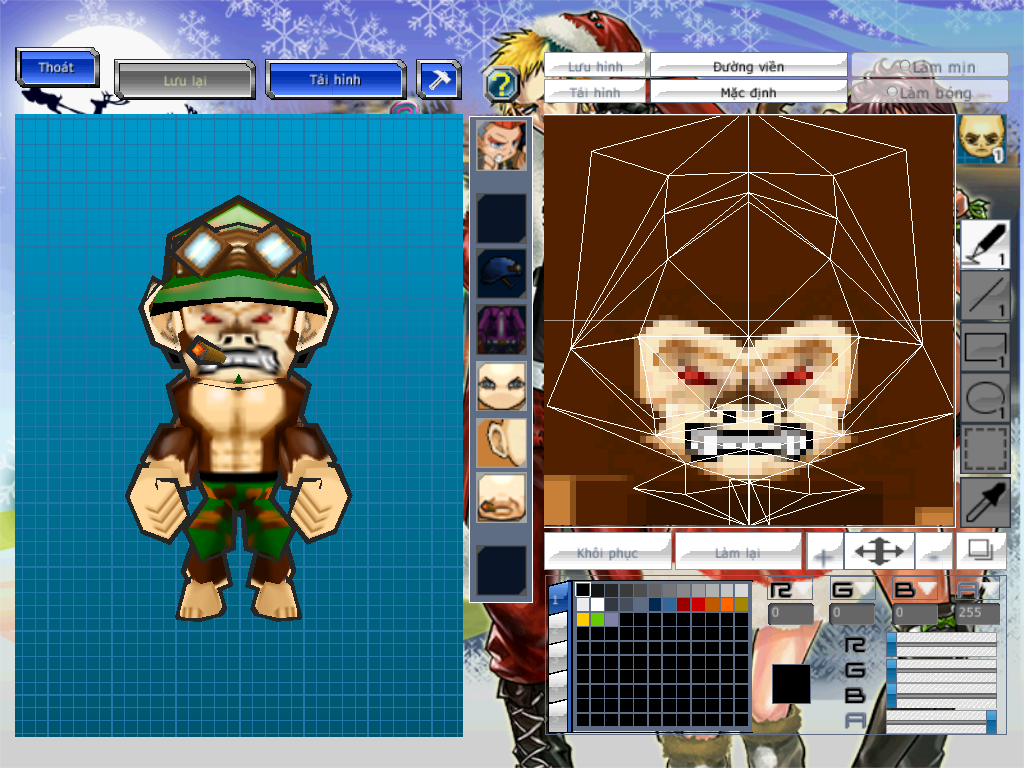 Thoát
Lưu lại
Tải hình
?
Lưu hình
Đường viền
Làm mịn
Tải hình
Mặc định
Làm bóng
1
1
1
1
1
Khôi phục
Làm lại
+
-
1
R
G
B
A
0
0
0
255
R
G
B
A